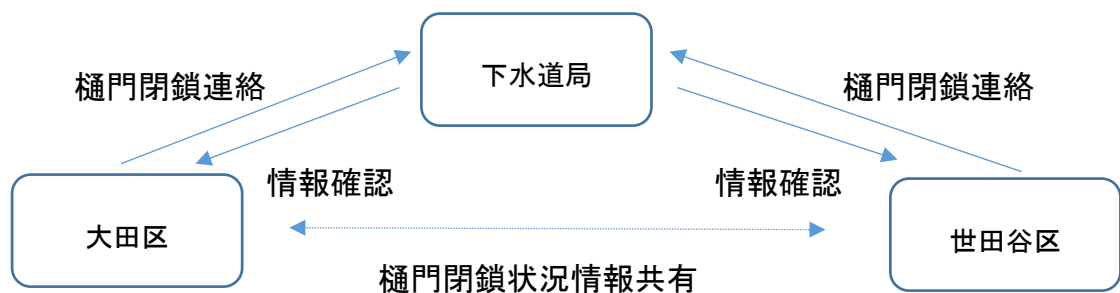 下水道局
樋門閉鎖連絡
樋門閉鎖連絡
情報確認
情報確認
大田区
世田谷区
樋門閉鎖状況情報共有